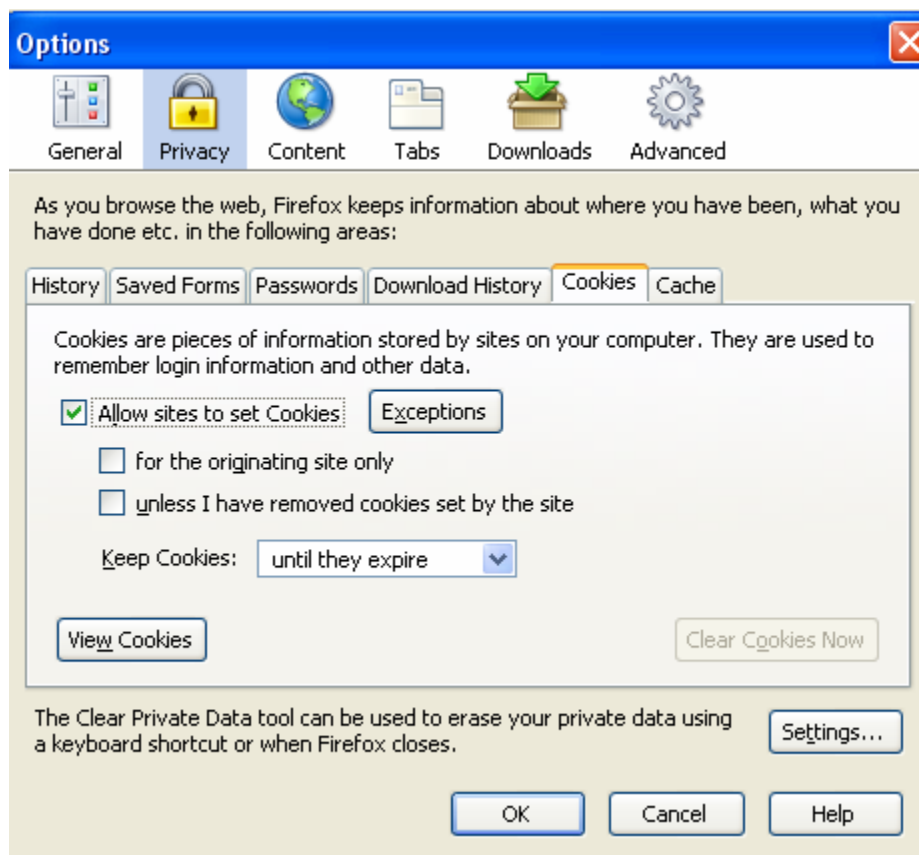 Options
General Privacy Content Tabs Downloads Advanced
As you browse the web, Firefox keeps information about where you have been, what you
have done etc. in the following areas:
History Saved Forms Passwords Download History Cookies Cache
Cookies are pieces of information stored by sites on your computer. They are used to
remember login information and other data.
Allow sites to set Cookies Exceptions
for the originating site only
unless I have removed cookies set by the site
Keep Cookies: until they expire
View Cookies Clear Cookies Now
The Clear Private Data tool can be used to erase your private data using
a keyboard shortcut or when Firefox closes.
Settings...
OK Cancel Help